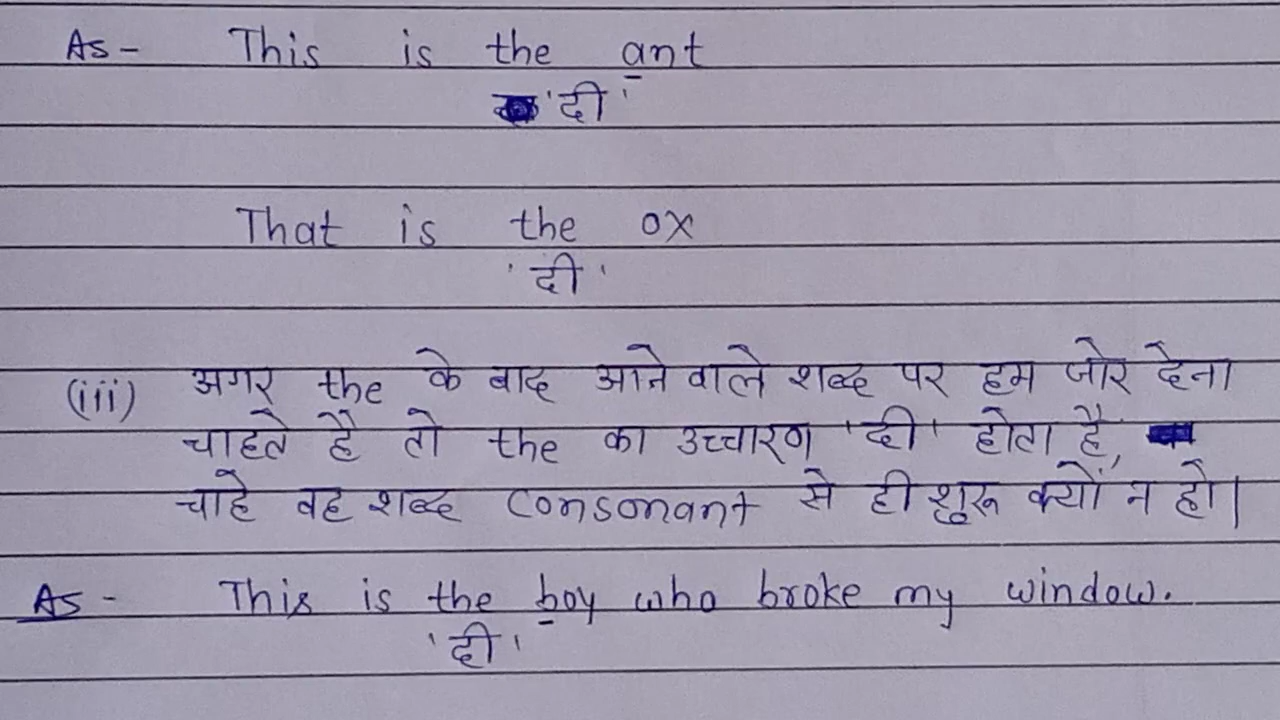 As - This is the ant
'दी'
That is the ox
'दी'
(iii) अगर the के बाद आने वाले शब्द पर हम जोर देना
चाहते हैं तो the का उच्चारण 'दी' होता है,
चाहे वह शब्द consonant से ही शुरू क्यों न हो।
As - This is the boy who broke my window.
'दी'